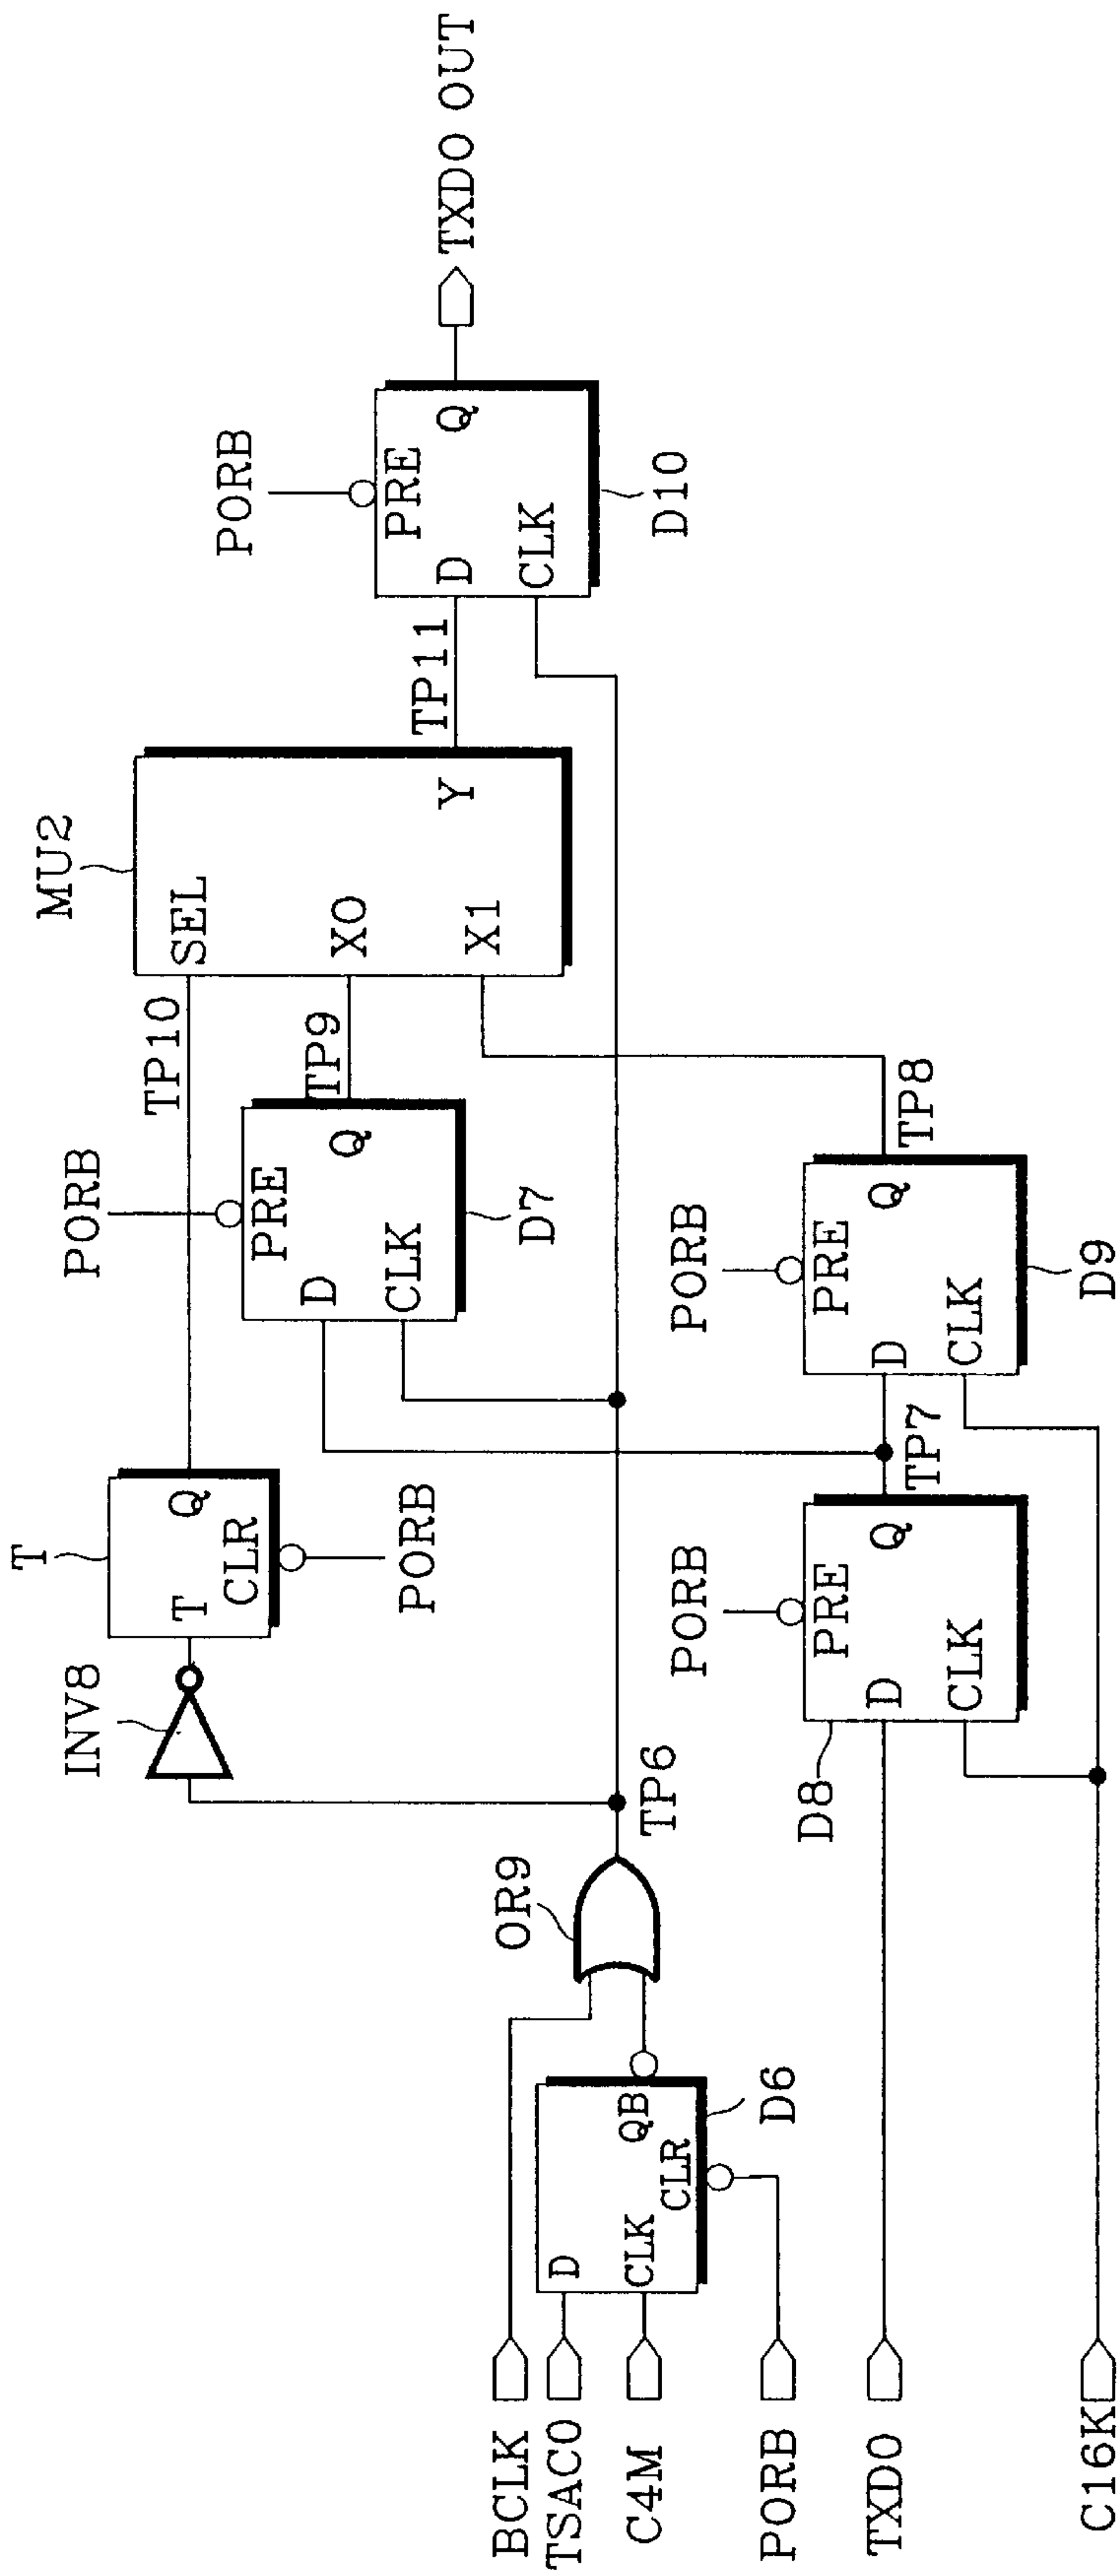 BCLK
TSAC0
C4M
PORB
TXD0
C16K
D
CLK
QB
CLR
D6
OR9
TP6
INV8
T
T
Q
CLR
PORB
TP10
D8
D
CLK
PRE
Q
PORB
TP7
D9
D
CLK
PRE
Q
PORB
TP8
D7
D
CLK
PRE
Q
PORB
TP9
MU2
SEL
X0
X1
Y
TP11
D10
D
CLK
PRE
Q
PORB
TXD0 OUT